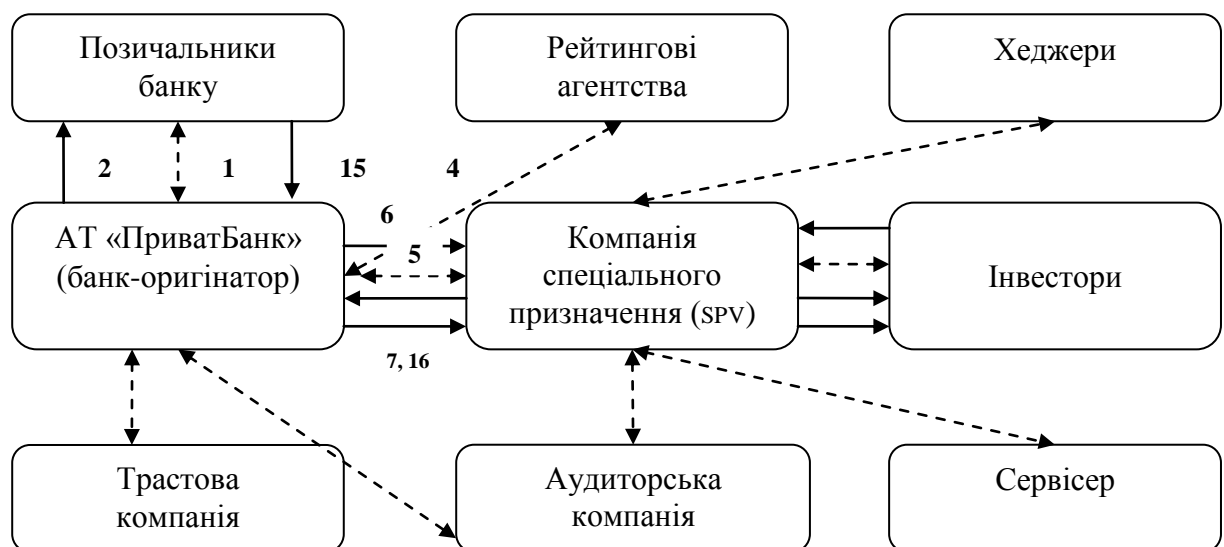 Позичальники
банку
Рейтингові
агентства
Хеджери
2
1
15
4
6
5
АТ «ПриватБанк»
(банк-оригінатор)
Компанія
спеціального
призначення (SPV)
Інвестори
7, 16
Трастова
компанія
Аудиторська
компанія
Сервісер